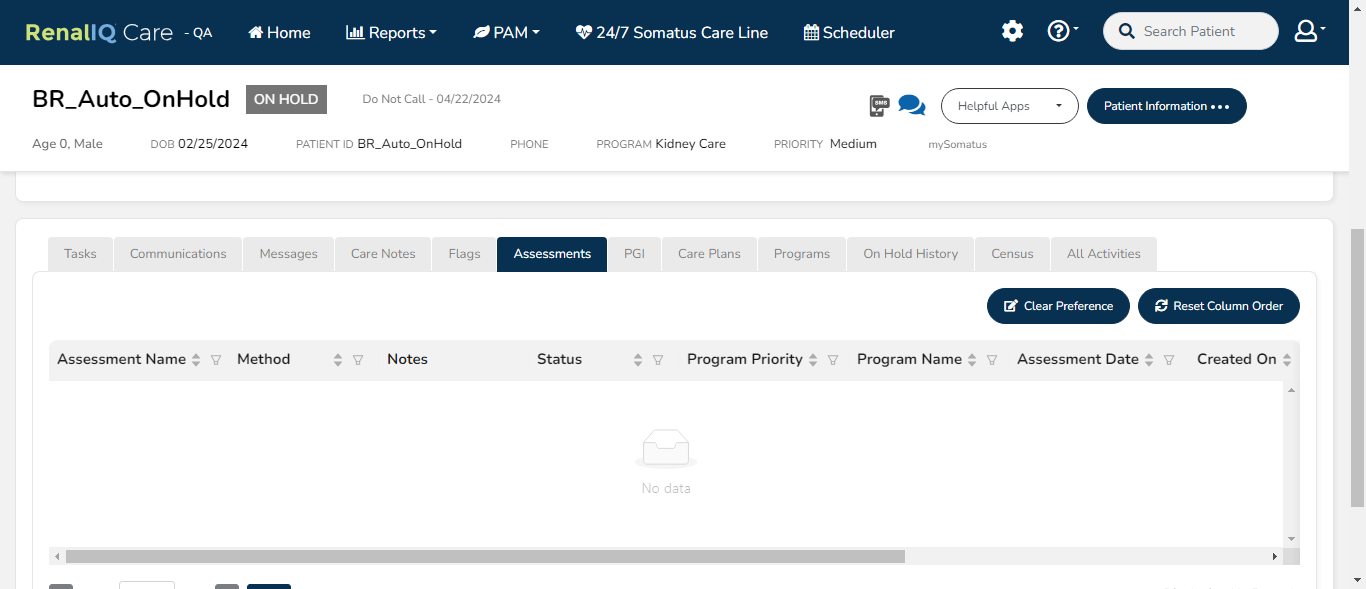 RenalIQ Care - QA Home Reports PAM 24/7 Somatus Care Line Scheduler Search Patient
BR_Auto_OnHold ON HOLD Do Not Call - 04/22/2024 SMS Helpful Apps Patient Information
Age 0, Male DOB 02/25/2024 PATIENT ID BR_Auto_OnHold PHONE PROGRAM Kidney Care PRIORITY Medium mySomatus
Tasks Communications Messages Care Notes Flags Assessments PGI Care Plans Programs On Hold History Census All Activities
Clear Preference Reset Column Order
Assessment Name Method Notes Status Program Priority Program Name Assessment Date Created On
No data